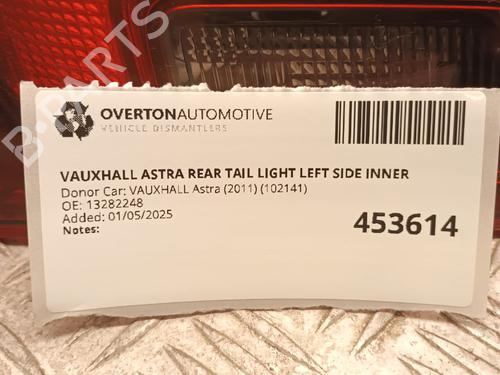 B-PARTS
OVERTONAUTOMOTIVE
VEHICLE DISMANTLERS
VAUXHALL ASTRA REAR TAIL LIGHT LEFT SIDE INNER
Donor Car: VAUXHALL Astra (2011) (102141)
OE: 13282248
Added: 01/05/2025
Notes:
453614